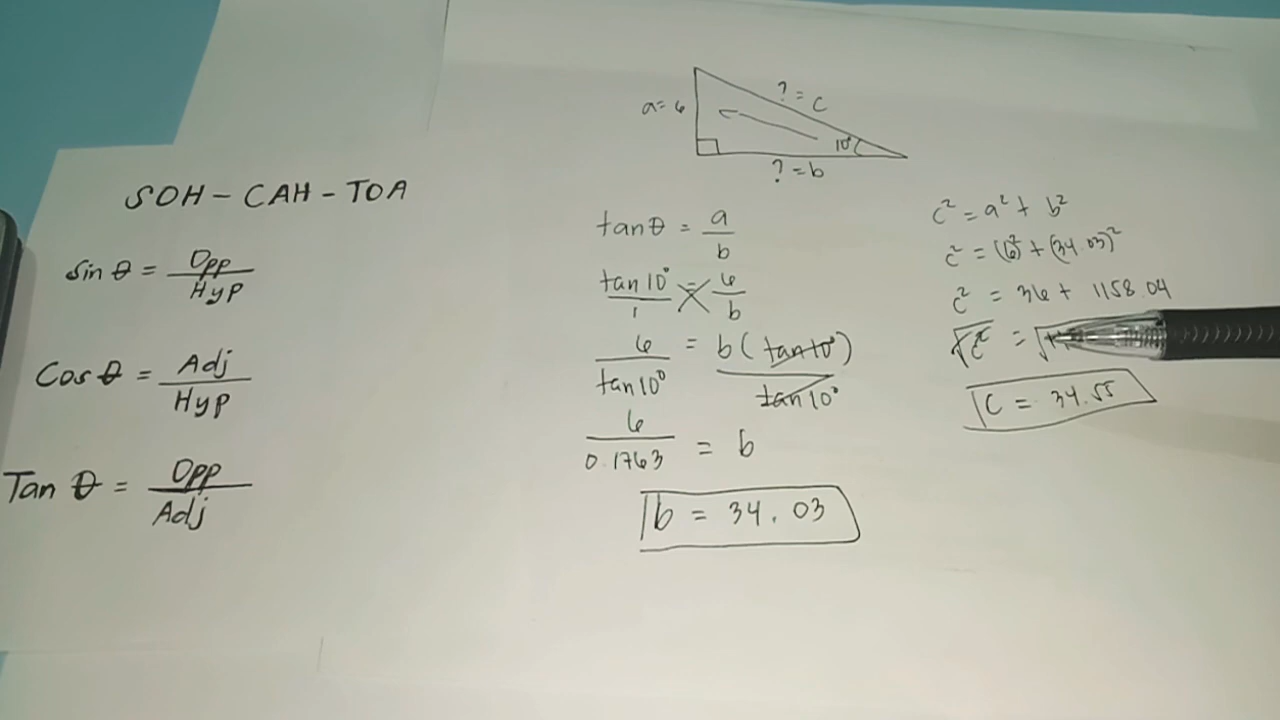 SOH - CAH - TOA
Sin θ = Opp / Hyp
Cos θ = Adj / Hyp
Tan θ = Opp / Adj
a = 6
? = c
10°
? = b
tan θ = a / b
tan 10° / 1 = 6 / b
6 / tan 10° = b ( tan 10° ) / tan 10°
6 / 0.1763 = b
b = 34.03
c² = a² + b²
c² = (6)² + (34.03)²
c² = 36 + 1158.04
√c² = √
c = 34.55